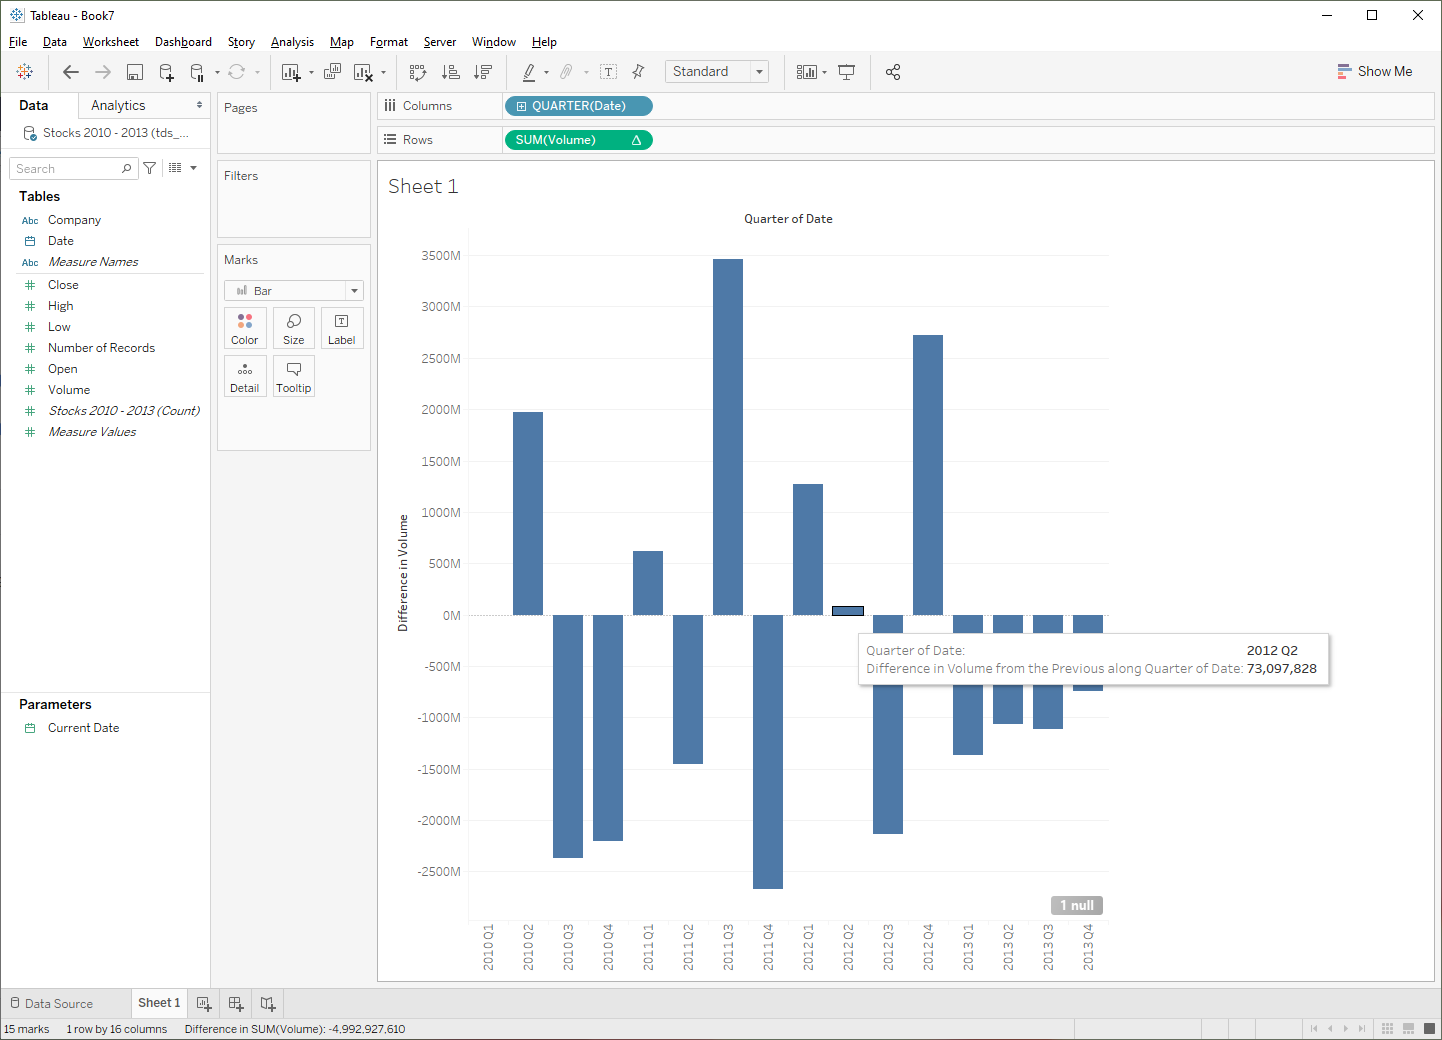 Tableau - Book7
File Data Worksheet Dashboard Story Analysis Map Format Server Window Help
Standard
Show Me
Data Analytics
Stocks 2010 - 2013 (tds_...
Search
Tables
Abc Company
Date
Abc Measure Names
Close
High
Low
Number of Records
Open
Volume
Stocks 2010 - 2013 (Count)
Measure Values
Parameters
Current Date
Pages
Filters
Marks
Bar
Color Size Label
Detail Tooltip
Columns QUARTER(Date)
Rows SUM(Volume) Δ
Sheet 1
Quarter of Date
Difference in Volume
3500M
3000M
2500M
2000M
1500M
1000M
500M
0M
-500M
-1000M
-1500M
-2000M
-2500M
Quarter of Date: 2012 Q2
Difference in Volume from the Previous along Quarter of Date: 73,097,828
1 null
2010 Q1
2010 Q2
2010 Q3
2010 Q4
2011 Q1
2011 Q2
2011 Q3
2011 Q4
2012 Q1
2012 Q2
2012 Q3
2012 Q4
2013 Q1
2013 Q2
2013 Q3
2013 Q4
Data Source Sheet 1
15 marks 1 row by 16 columns Difference in SUM(Volume): -4,992,927,610